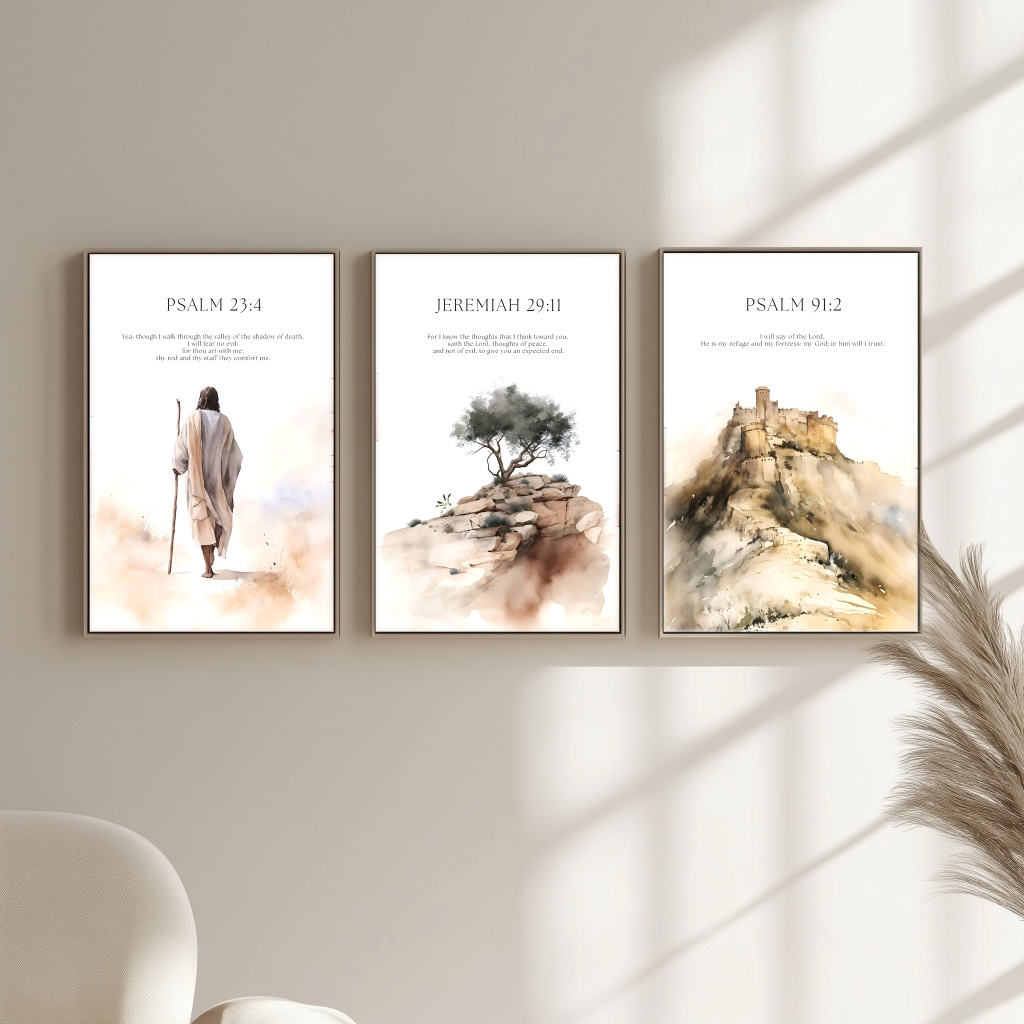 PSALM 23:4
Yea, though I walk through the valley of the shadow of death,
I will fear no evil:
for thou art with me;
thy rod and thy staff they comfort me.
JEREMIAH 29:11
For I know the thoughts that I think toward you,
saith the Lord, thoughts of peace,
and not of evil, to give you an expected end.
PSALM 91:2
I will say of the Lord,
He is my refuge and my fortress: my God; in him will I trust.